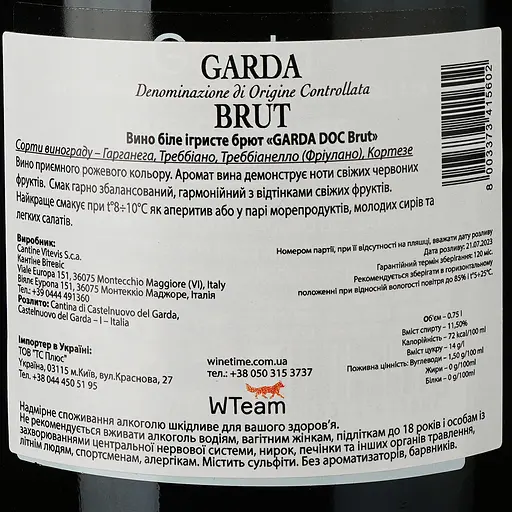 GARDA
Denominazione di Origine Controllata
BRUT
Вино біле ігристе брют «GARDA DOC Brut»
Сорти винограду – Гарганега, Треббіано, Треббіанелло (Фріулано), Кортезе
Вино приємного рожевого кольору. Аромат вина демонструє ноти свіжих червоних
фруктів. Смак гарно збалансований, гармонійний з відтінками свіжих фруктів.
Найкраще смакує при t°8÷10°C як аперитив або у парі морепродуктів, молодих сирів та
легких салатів.
8 003373 415602
Виробник:
Cantine Vitevis S.c.a.
Кантіне Вітевіс
Viale Europa 151, 36075 Montecchio Maggiore (VI), Italy
Віале Еуропа 151, 36075 Монтеккіо Маджоре, Італія
Тел.: +39 0444 491360
Розлито: Cantina di Castelnuovo del Garda,
Castelnuovo del Garda – I – Italia
Номером партії, при її відсутності на пляшці, вважати дату розливу
Дата розливу: 21.07.2023
Гарантійний термін зберігання: 120 міс.
Рекомендується зберігати в горизонтальному
положенні при відносній вологості повітря до 85% і t°5+25°C.
Імпортер в Україні:
ТОВ "ТС Плюс"
Україна, 03115 м.Київ, вул.Краснова, 27
Тел. +38 044 450 51 95
winetime.com.ua
тел.: +38 050 315 3737
WTeam
Об'єм – 0,75 l
Вміст спирту – 11,50%
Калорійність – 72 kcal/100 ml
Вміст цукру – 14 g/l
Поживна цінність: Вуглеводи – 1,50 g/100 ml
Жири – 0 g/100ml
Білки – 0 g/100ml
Надмірне споживання алкоголю шкідливе для вашого здоров'я.
Не рекомендується вживати алкоголь водіям, вагітним жінкам, підліткам до 18 років і особам із
захворюваннями центральної нервової системи, нирок, печінки та інших органів травлення,
літнім людям, спортсменам, алергікам. Містить сульфіти. Без ароматизаторів, барвників.